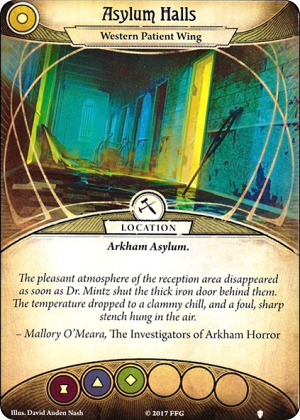 Asylum Halls
Western Patient Wing
LOCATION
Arkham Asylum.
The pleasant atmosphere of the reception area disappeared
as soon as Dr. Mintz shut the thick iron door behind them.
The temperature dropped to a clammy chill, and a foul, sharp
stench hung in the air.
– Mallory O’Meara, The Investigators of Arkham Horror
Illus. David Auden Nash
© 2017 FFG